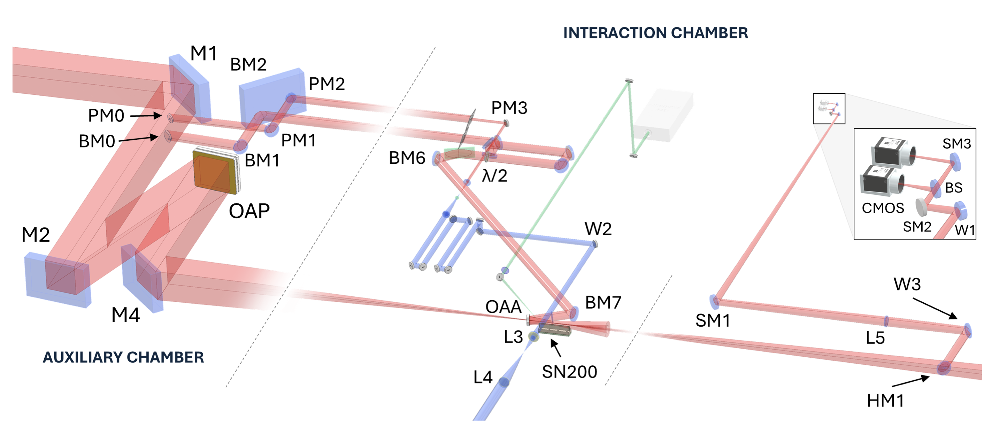 INTERACTION CHAMBER
M1
BM2
PM2
PM0
PM3
BM0
PM1
SM3
BM1
BM6
λ/2
BS
OAP
CMOS
SM2
W1
M2
W2
W3
OAA
BM7
M4
SM1
L3
L5
AUXILIARY CHAMBER
SN200
L4
HM1